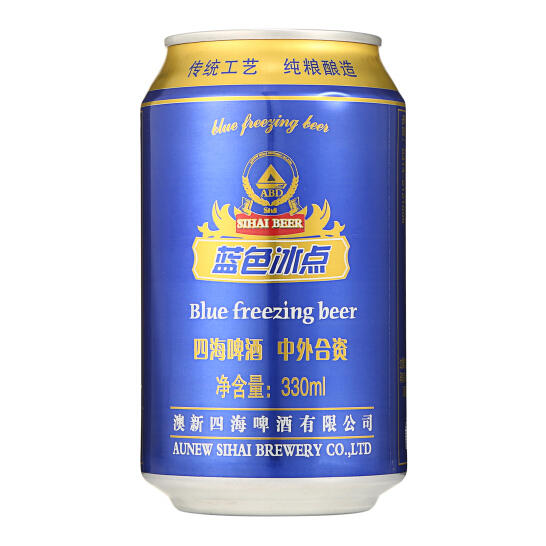 传统工艺 纯粮酿造
blue freezing beer
ABD
Sihai
SIHAI BEER
蓝色冰点
Blue freezing beer
四海啤酒 中外合资
净含量：330ml
澳新四海啤酒有限公司
AUNEW SIHAI BREWERY CO.,LTD